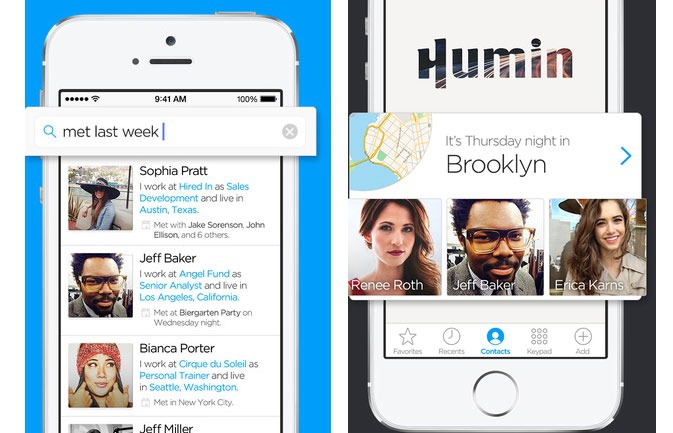 9:41 AM
100%
met last week
Sophia Pratt
I work at Hired In as Sales
Development and live in
Austin, Texas.
Met with Jake Sorenson, John
Ellison, and 6 others.
Jeff Baker
I work at Angel Fund as
Senior Analyst and live in
Los Angeles, California.
Met at Biergarten Party on
Wednesday night.
Bianca Porter
I work at Cirque du Soleil as
Personal Trainer and live
in Seattle, Washington.
Met in New York City.
Jeff Miller
Humin
It's Thursday night in
Brooklyn
Renee Roth
Jeff Baker
Erica Karns
Favorites
Recents
Contacts
Keypad
Add